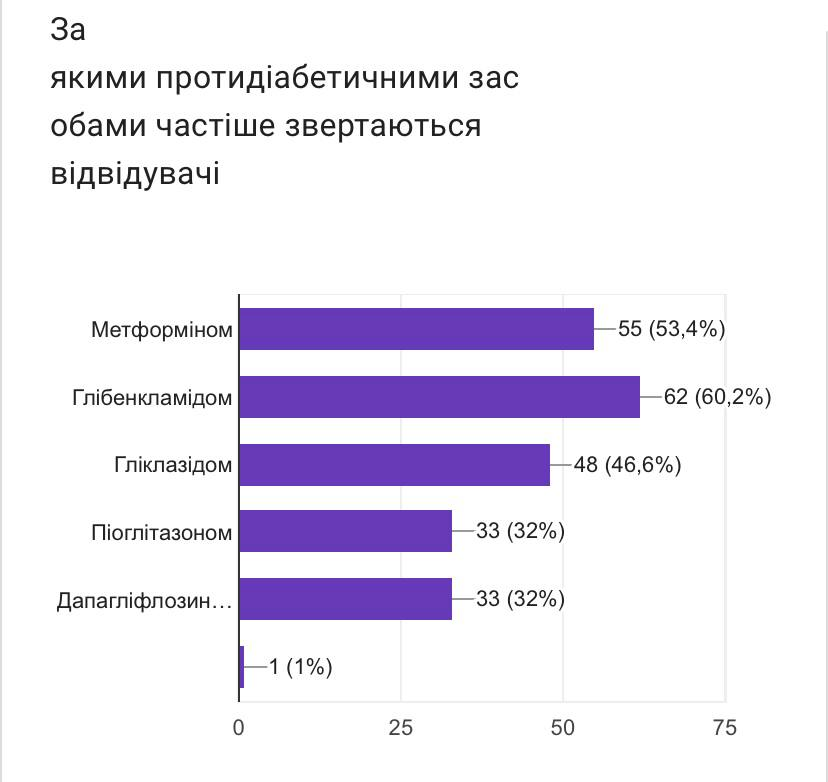 За
якими протидіабетичними зас
обами частіше звертаються
відвідувачі
Метформіном
55 (53,4%)
Глібенкламідом
62 (60,2%)
Гліклазідом
48 (46,6%)
Піоглітазоном
33 (32%)
Дапагліфлозин…
33 (32%)
1 (1%)
0
25
50
75